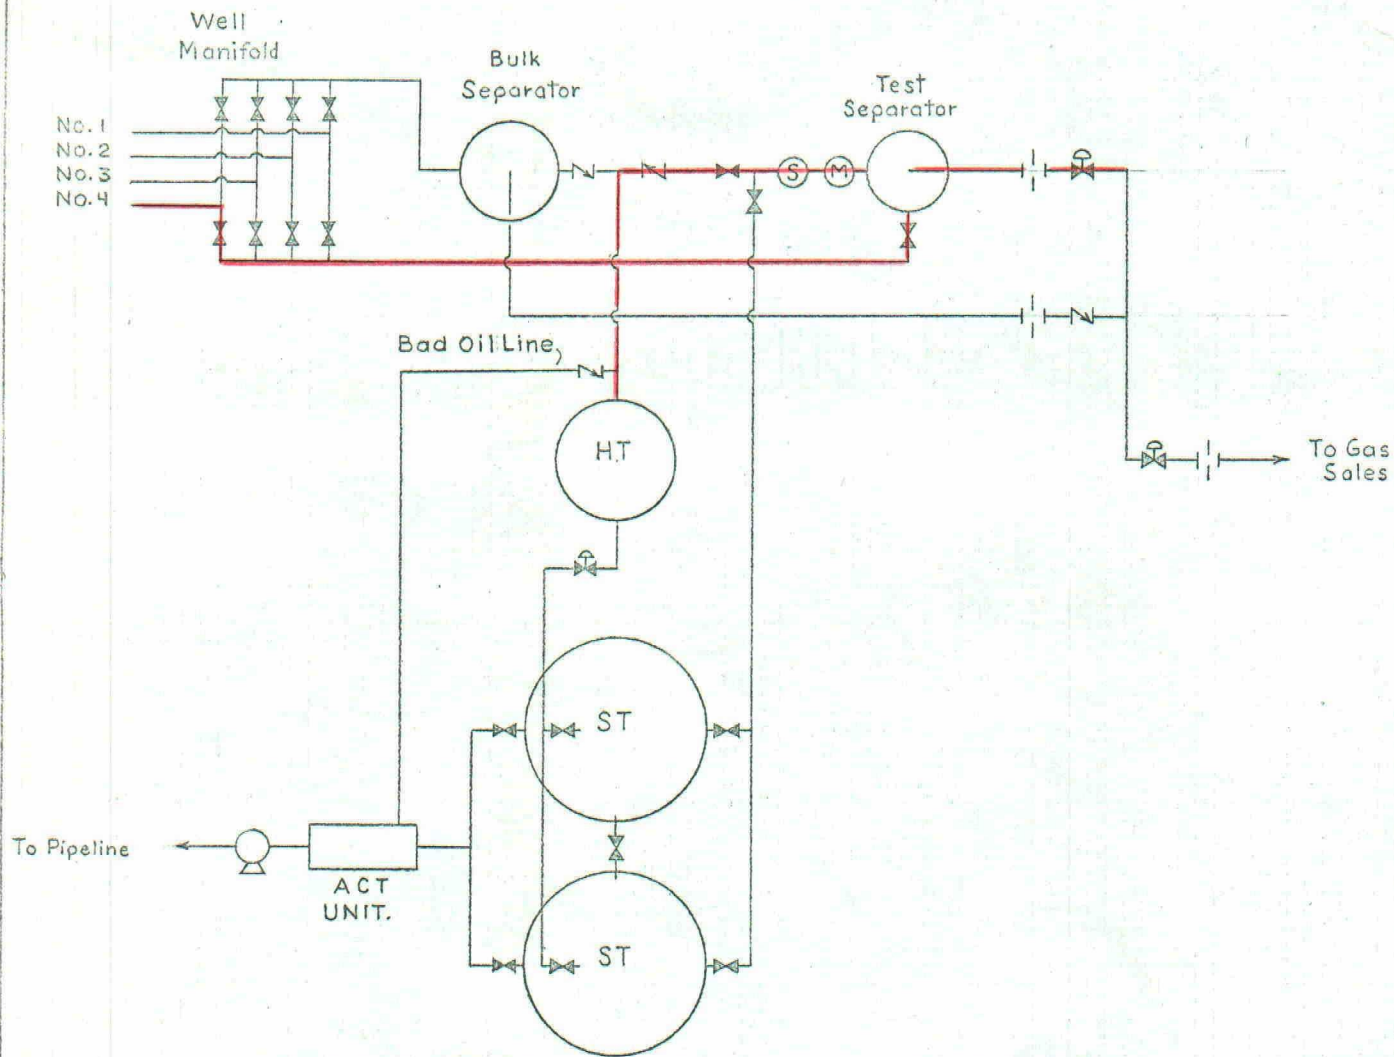 Well
Manifold
Bulk
Separator
Test
Separator
No.1
No.2
No.3
No.4
S
M
Bad Oil Line
H.T
To Gas
Sales
ST
To Pipeline
ACT
UNIT.
ST